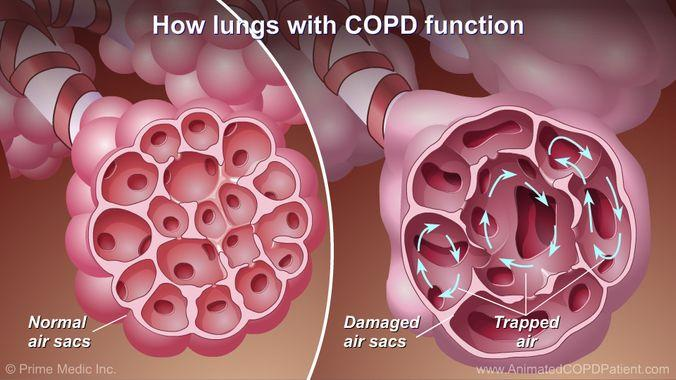 How lungs with COPD function
Normal
air sacs
Damaged
air sacs
Trapped
air
© Prime Medic Inc.
www.AnimatedCOPDPatient.com